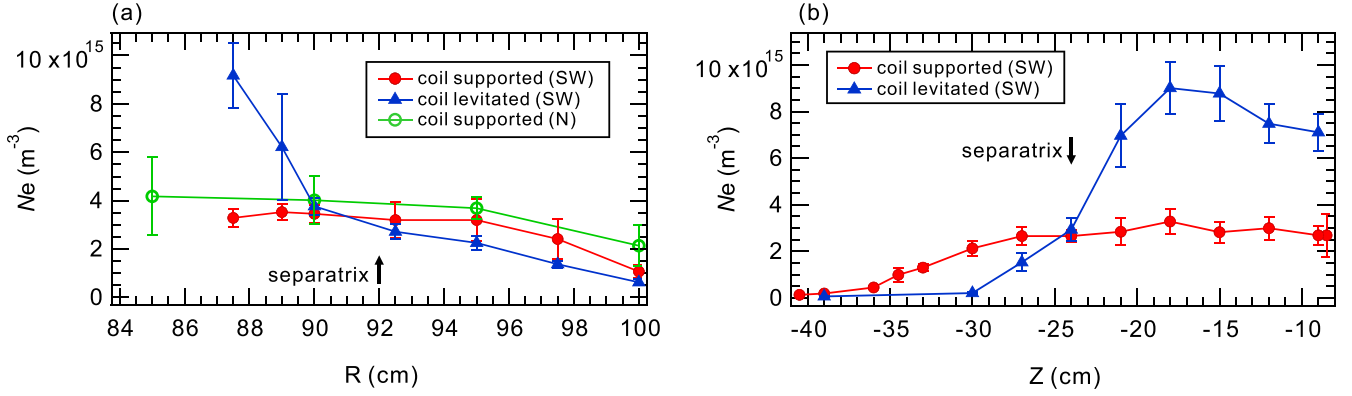 (a)
10 x10^15
8
6
4
2
0
Ne (m^-3)
coil supported (SW)
coil levitated (SW)
coil supported (N)
separatrix
84 86 88 90 92 94 96 98 100
R (cm)
(b)
10 x10^15
8
6
4
2
0
Ne (m^-3)
coil supported (SW)
coil levitated (SW)
separatrix
-40 -35 -30 -25 -20 -15 -10
Z (cm)